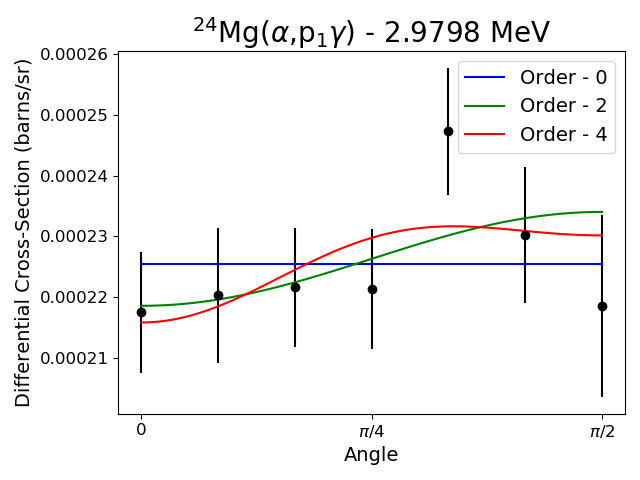 ²⁴Mg(α,p₁γ) - 2.9798 MeV
Differential Cross-Section (barns/sr)
0.00026
0.00025
0.00024
0.00023
0.00022
0.00021
Order - 0
Order - 2
Order - 4
0 π/4 π/2
Angle